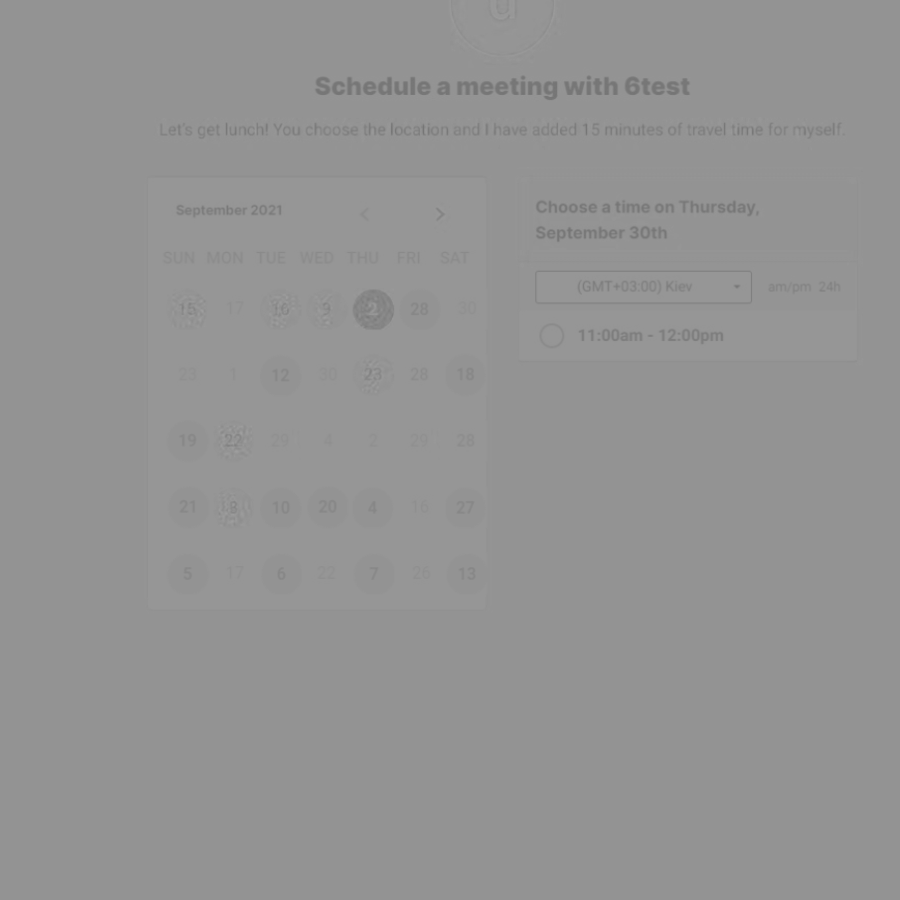 Schedule a meeting with 6test
Let's get lunch! You choose the location and I have added 15 minutes of travel time for myself.
September 2021
SUN MON TUE WED THU FRI SAT
15 17 16 9 2 28 30
23 1 12 30 23 28 18
19 22 29 4 2 29 28
21 8 10 20 4 16 27
5 17 6 22 7 26 13
Choose a time on Thursday,
September 30th
(GMT+03:00) Kiev am/pm 24h
11:00am - 12:00pm